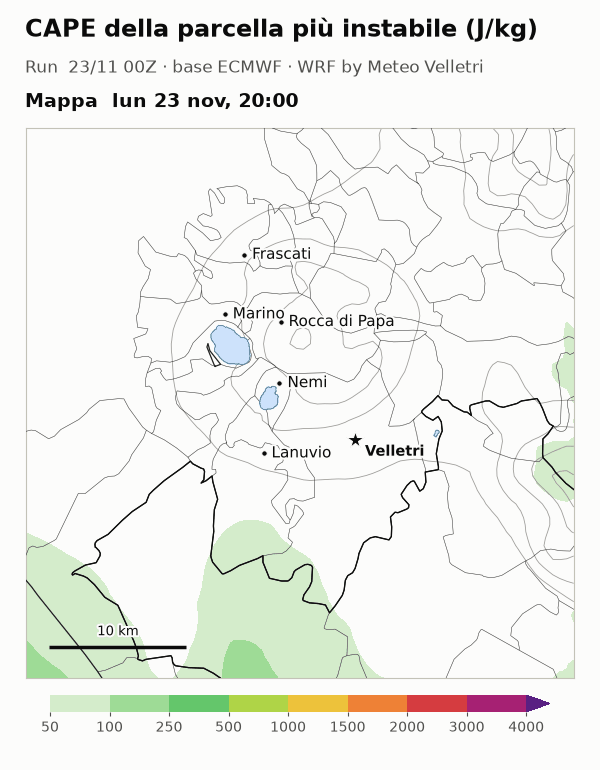 CAPE della parcella più instabile (J/kg)
Run  23/11 00Z · base ECMWF · WRF by Meteo Velletri
Mappa  lun 23 nov, 20:00
Frascati
Marino
Rocca di Papa
Nemi
Velletri
Lanuvio
10 km
50 100 250 500 1000 1500 2000 3000 4000